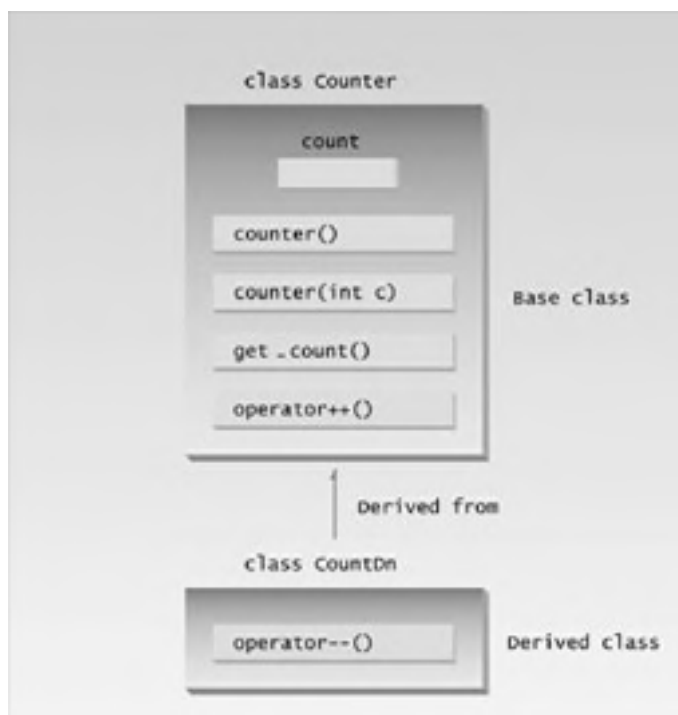 class Counter
count
counter()
counter(int c)
Base class
get_count()
operator++()
Derived from
class CountDn
operator--()
Derived class